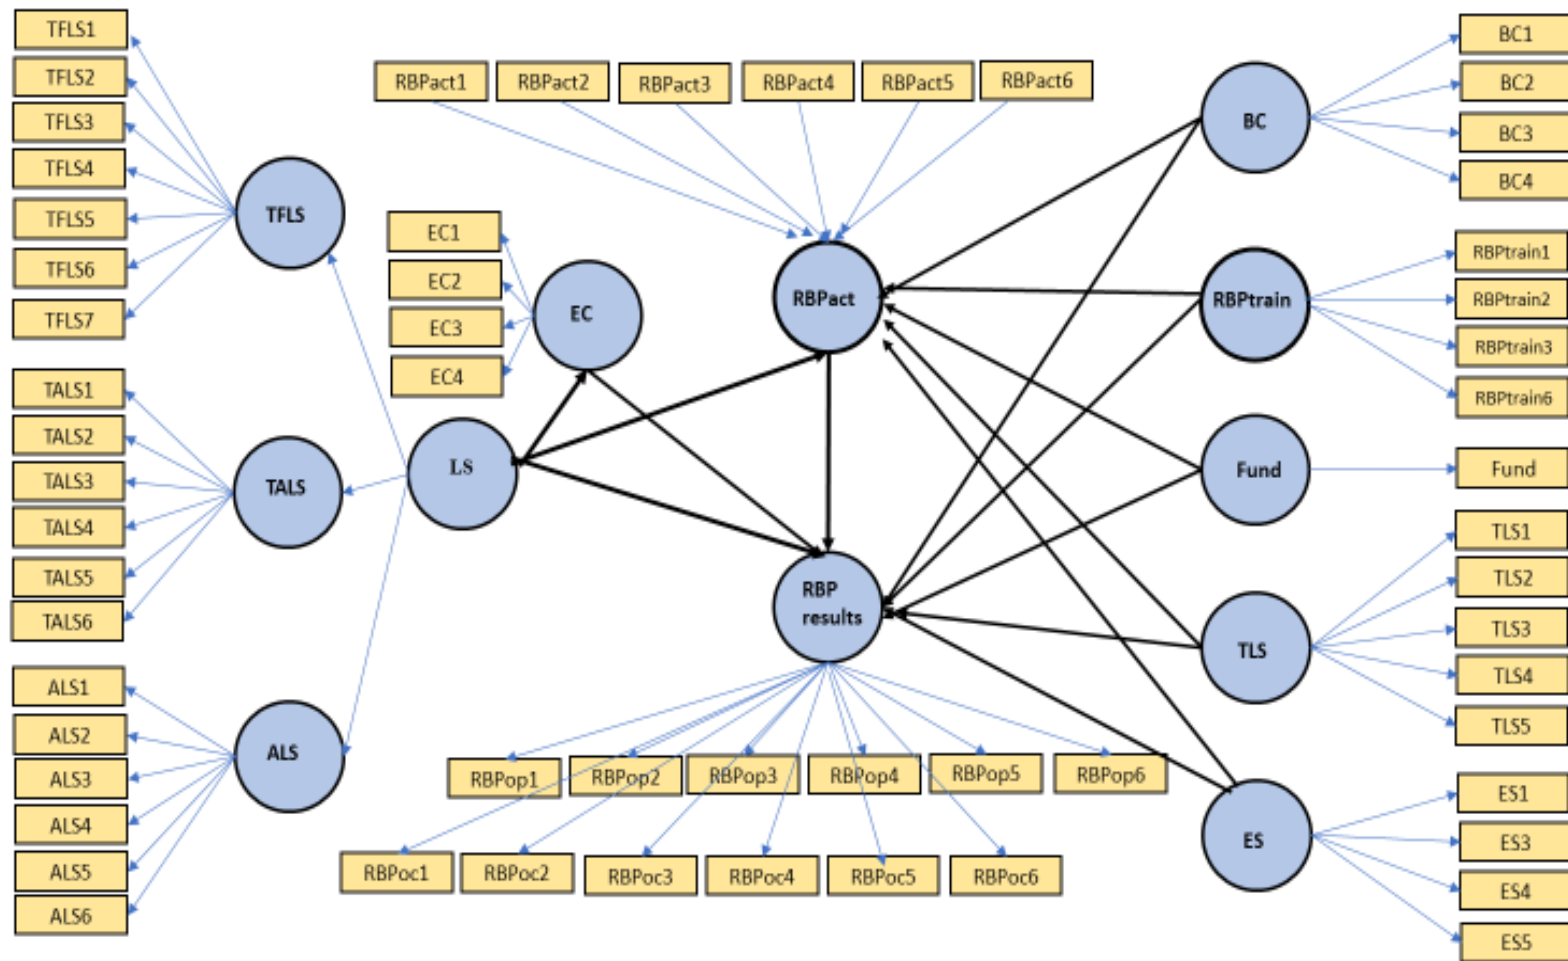 TFLS1
TFLS2
TFLS3
TFLS4
TFLS5
TFLS6
TFLS7
TFLS
TALS1
TALS2
TALS3
TALS4
TALS5
TALS6
TALS
ALS1
ALS2
ALS3
ALS4
ALS5
ALS6
ALS
LS
EC1
EC2
EC3
EC4
EC
RBPact1
RBPact2
RBPact3
RBPact4
RBPact5
RBPact6
RBPact
RBP
results
RBPop1
RBPop2
RBPop3
RBPop4
RBPop5
RBPop6
RBPoc1
RBPoc2
RBPoc3
RBPoc4
RBPoc5
RBPoc6
BC
BC1
BC2
BC3
BC4
RBPtrain
RBPtrain1
RBPtrain2
RBPtrain3
RBPtrain6
Fund
Fund
TLS
TLS1
TLS2
TLS3
TLS4
TLS5
ES
ES1
ES3
ES4
ES5